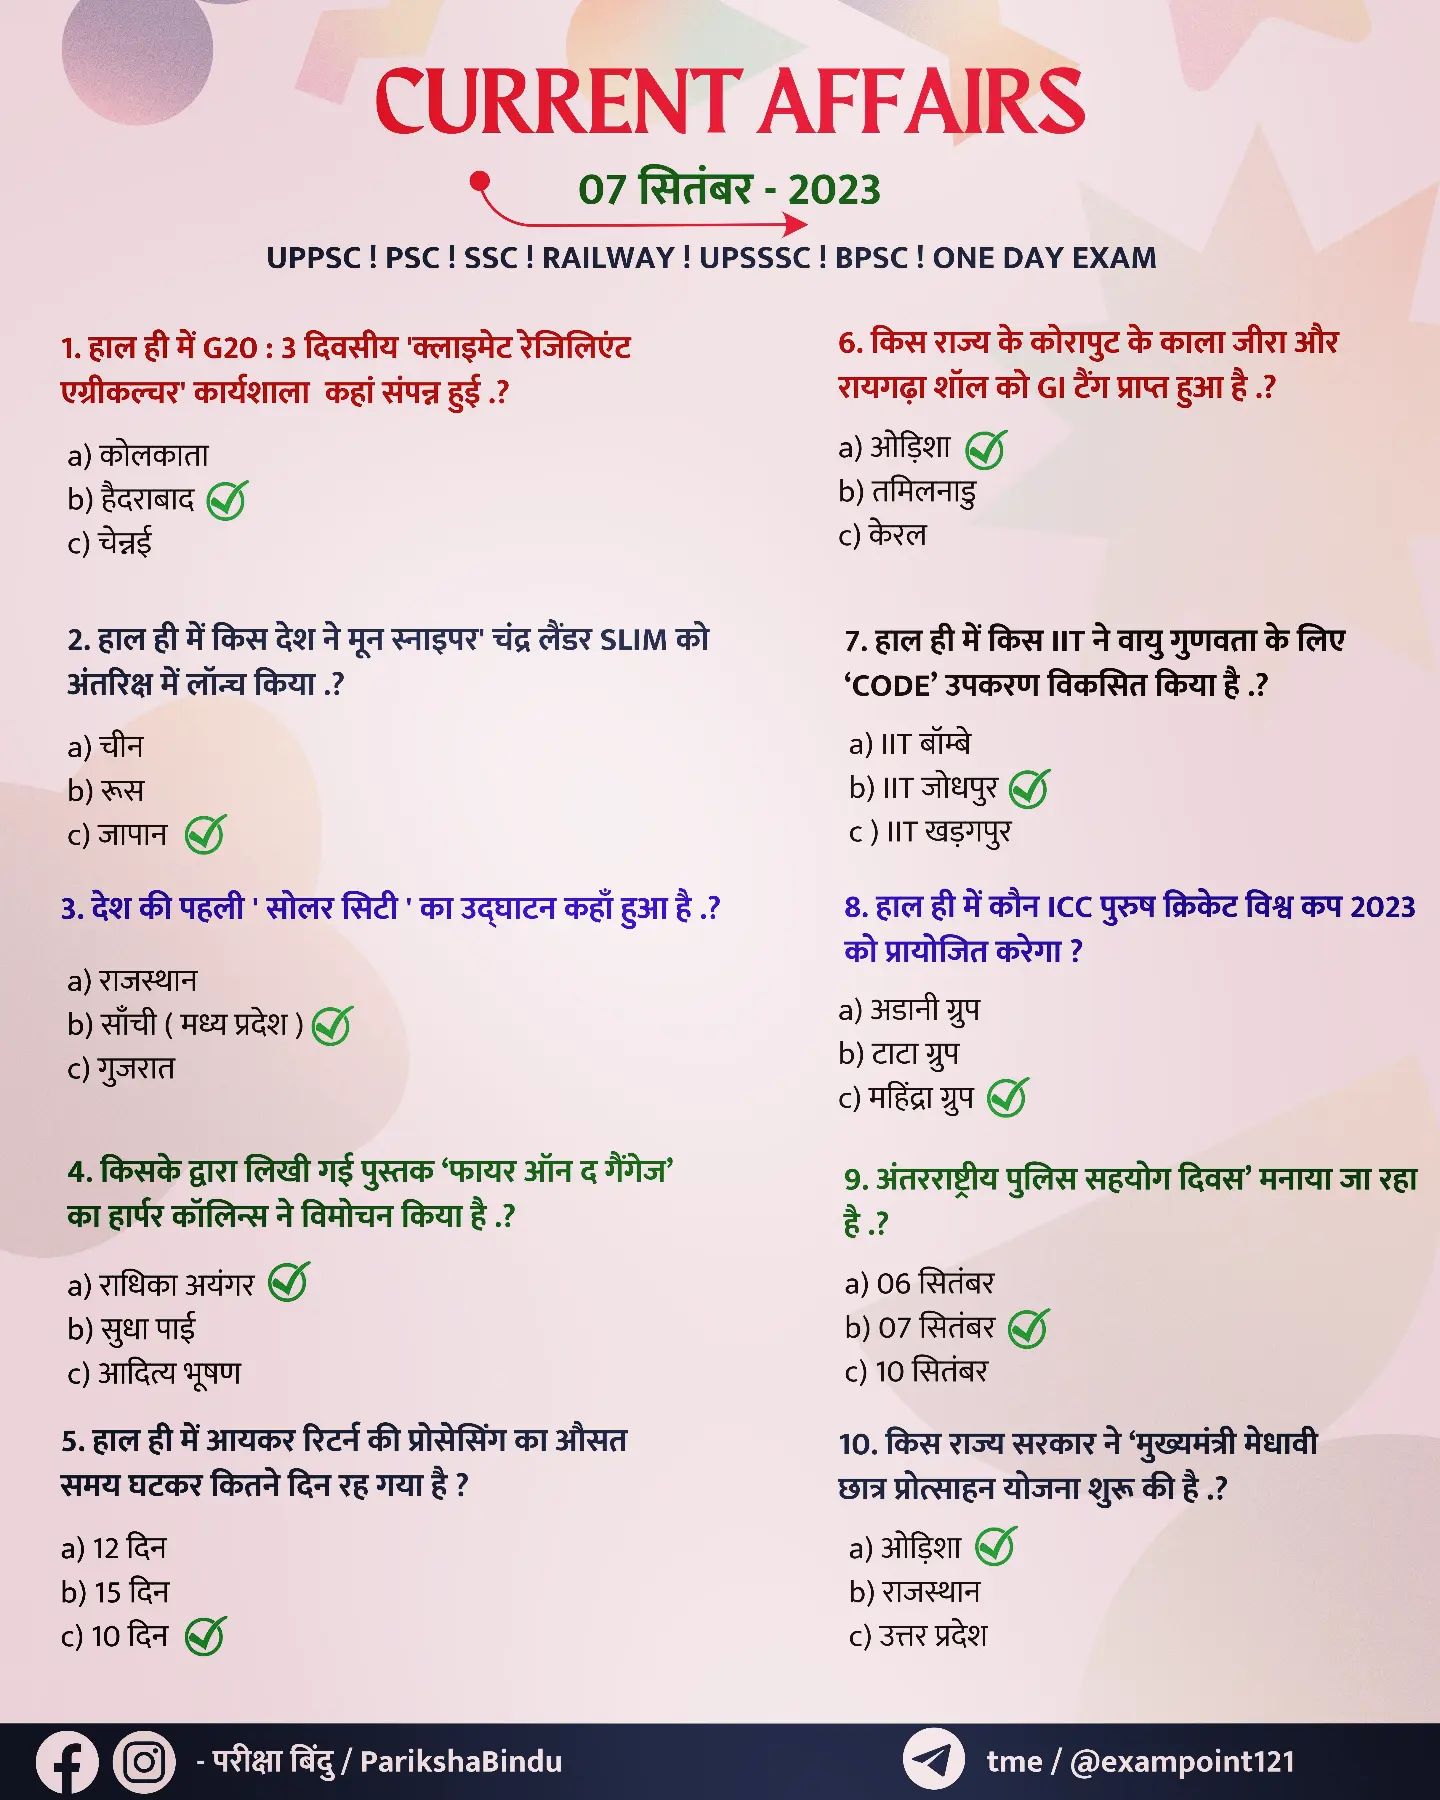 CURRENT AFFAIRS
07 सितंबर - 2023
UPPSC ! PSC ! SSC ! RAILWAY ! UPSSSC ! BPSC ! ONE DAY EXAM
1. हाल ही में G20 : 3 दिवसीय 'क्लाइमेट रेजिलिएंट
एग्रीकल्चर' कार्यशाला कहां संपन्न हुई .?
a) कोलकाता
b) हैदराबाद
c) चेन्नई
2. हाल ही में किस देश ने मून स्नाइपर' चंद्र लैंडर SLIM को
अंतरिक्ष में लॉन्च किया .?
a) चीन
b) रूस
c) जापान
3. देश की पहली ' सोलर सिटी ' का उद्घाटन कहाँ हुआ है .?
a) राजस्थान
b) साँची ( मध्य प्रदेश )
c) गुजरात
4. किसके द्वारा लिखी गई पुस्तक ‘फायर ऑन द गैंगेज’
का हार्पर कॉलिन्स ने विमोचन किया है .?
a) राधिका अयंगर
b) सुधा पाई
c) आदित्य भूषण
5. हाल ही में आयकर रिटर्न की प्रोसेसिंग का औसत
समय घटकर कितने दिन रह गया है ?
a) 12 दिन
b) 15 दिन
c) 10 दिन
6. किस राज्य के कोरापुट के काला जीरा और
रायगढ़ा शॉल को GI टैंग प्राप्त हुआ है .?
a) ओड़िशा
b) तमिलनाडु
c) केरल
7. हाल ही में किस IIT ने वायु गुणवता के लिए
‘CODE’ उपकरण विकसित किया है .?
a) IIT बॉम्बे
b) IIT जोधपुर
c ) IIT खड़गपुर
8. हाल ही में कौन ICC पुरुष क्रिकेट विश्व कप 2023
को प्रायोजित करेगा ?
a) अडानी ग्रुप
b) टाटा ग्रुप
c) महिंद्रा ग्रुप
9. अंतरराष्ट्रीय पुलिस सहयोग दिवस’ मनाया जा रहा
है .?
a) 06 सितंबर
b) 07 सितंबर
c) 10 सितंबर
10. किस राज्य सरकार ने ‘मुख्यमंत्री मेधावी
छात्र प्रोत्साहन योजना शुरू की है .?
a) ओड़िशा
b) राजस्थान
c) उत्तर प्रदेश
- परीक्षा बिंदु / ParikshaBindu
tme / @exampoint121